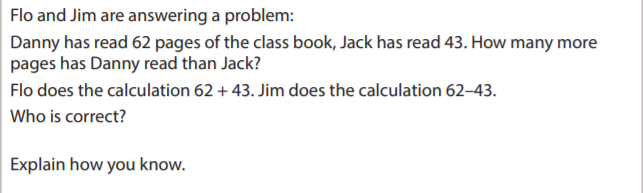 Flo and Jim are answering a problem:
Danny has read 62 pages of the class book, Jack has read 43. How many more
pages has Danny read than Jack?
Flo does the calculation 62 + 43. Jim does the calculation 62–43.
Who is correct?
Explain how you know.